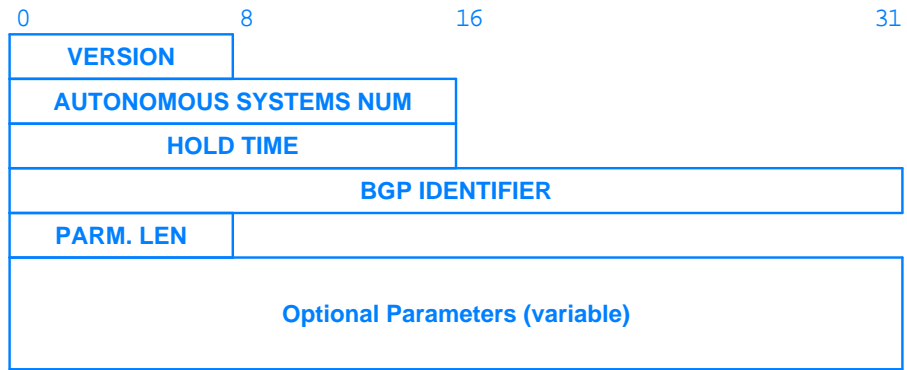 0 8 16 31
VERSION
AUTONOMOUS SYSTEMS NUM
HOLD TIME
BGP IDENTIFIER
PARM. LEN
Optional Parameters (variable)